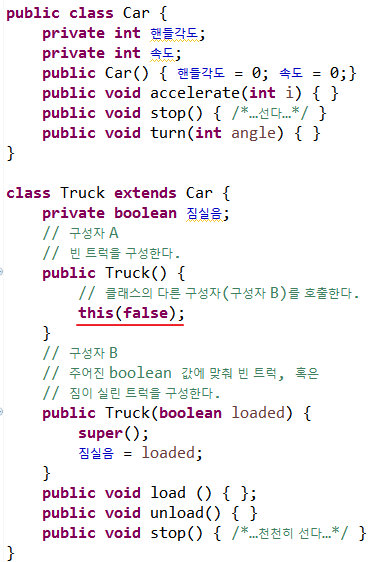 public class Car {
private int 핸들각도;
private int 속도;
public Car() { 핸들각도 = 0; 속도 = 0;}
public void accelerate(int i) { }
public void stop() { /*…선다…*/ }
public void turn(int angle) { }
}
class Truck extends Car {
private boolean 짐실음;
// 구성자 A
// 빈 트럭을 구성한다.
public Truck() {
// 클래스의 다른 구성자(구성자 B)를 호출한다.
this(false);
}
// 구성자 B
// 주어진 boolean 값에 맞춰 빈 트럭, 혹은
// 짐이 실린 트럭을 구성한다.
public Truck(boolean loaded) {
super();
짐실음 = loaded;
}
public void load () { };
public void unload() { }
public void stop() { /*…천천히 선다…*/ }
}